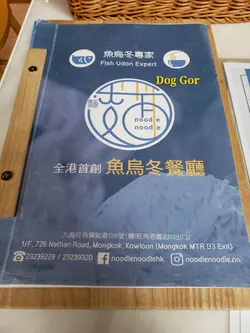 魚烏冬專家
Fish Udon Expert
Dog Gor
noodle
noodle
全港首創 魚烏冬餐廳
1/F, 726 Nathan Road, Mongkok, Kowloon (Mongkok MTR B3 Exit)
23239229 / 23239320 noodlenoodlehk noodlenoodle.nn